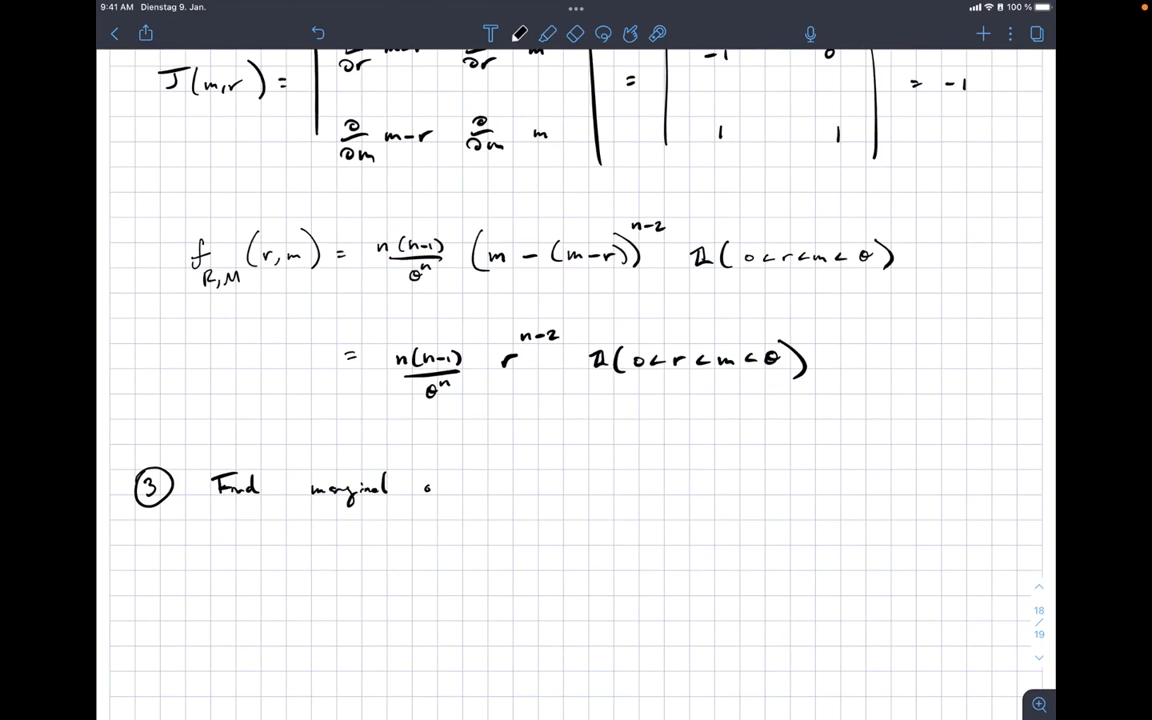 9:41 AM Dienstag 9. Jan.
100 %
∂/∂r ∂/∂r m -1 0
J(m,r) = = = -1
∂/∂m m-r ∂/∂m m 1 1
f_{R,M}(r,m) = n(n-1)/θ^n (m - (m-r))^{n-2} 𝟙(0<r<m<θ)
= n(n-1)/θ^n r^{n-2} 𝟙(0<r<m<θ)
③ Find marginal o
18
/
19